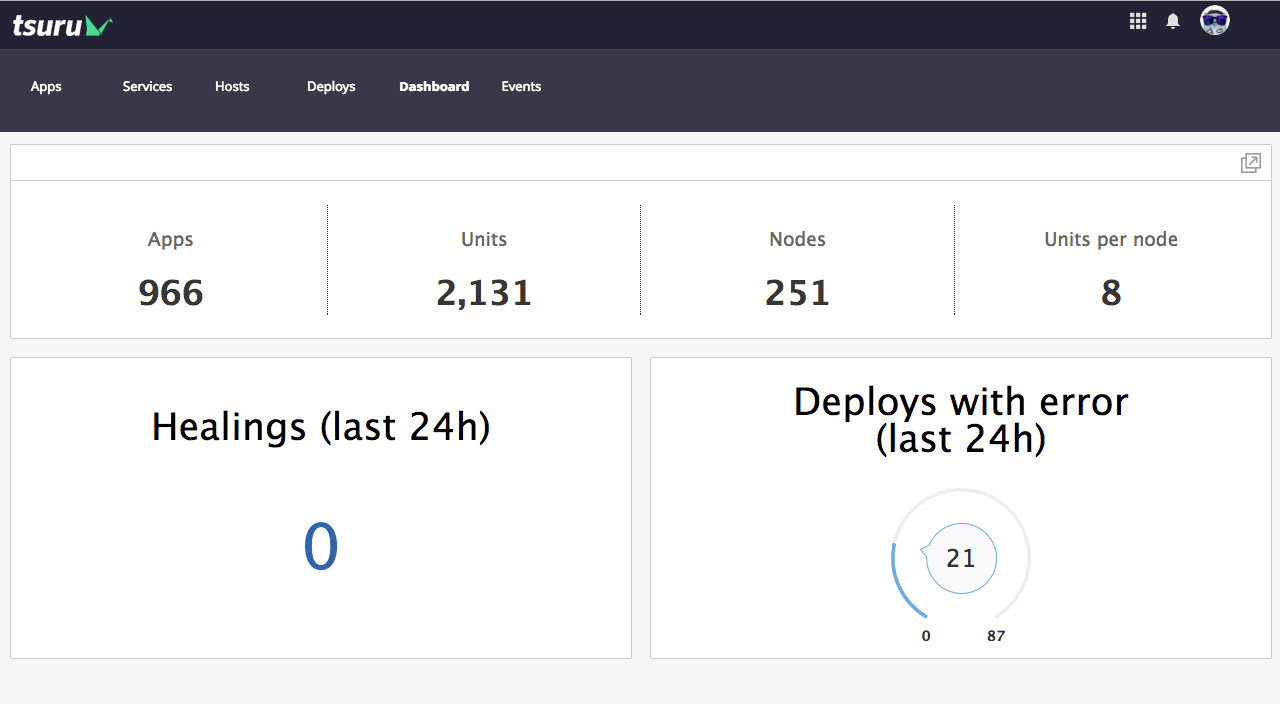 tsuru
Apps Services Hosts Deploys Dashboard Events
Apps Units Nodes Units per node
966 2,131 251 8
Healings (last 24h)
0
Deploys with error
(last 24h)
21
0 87